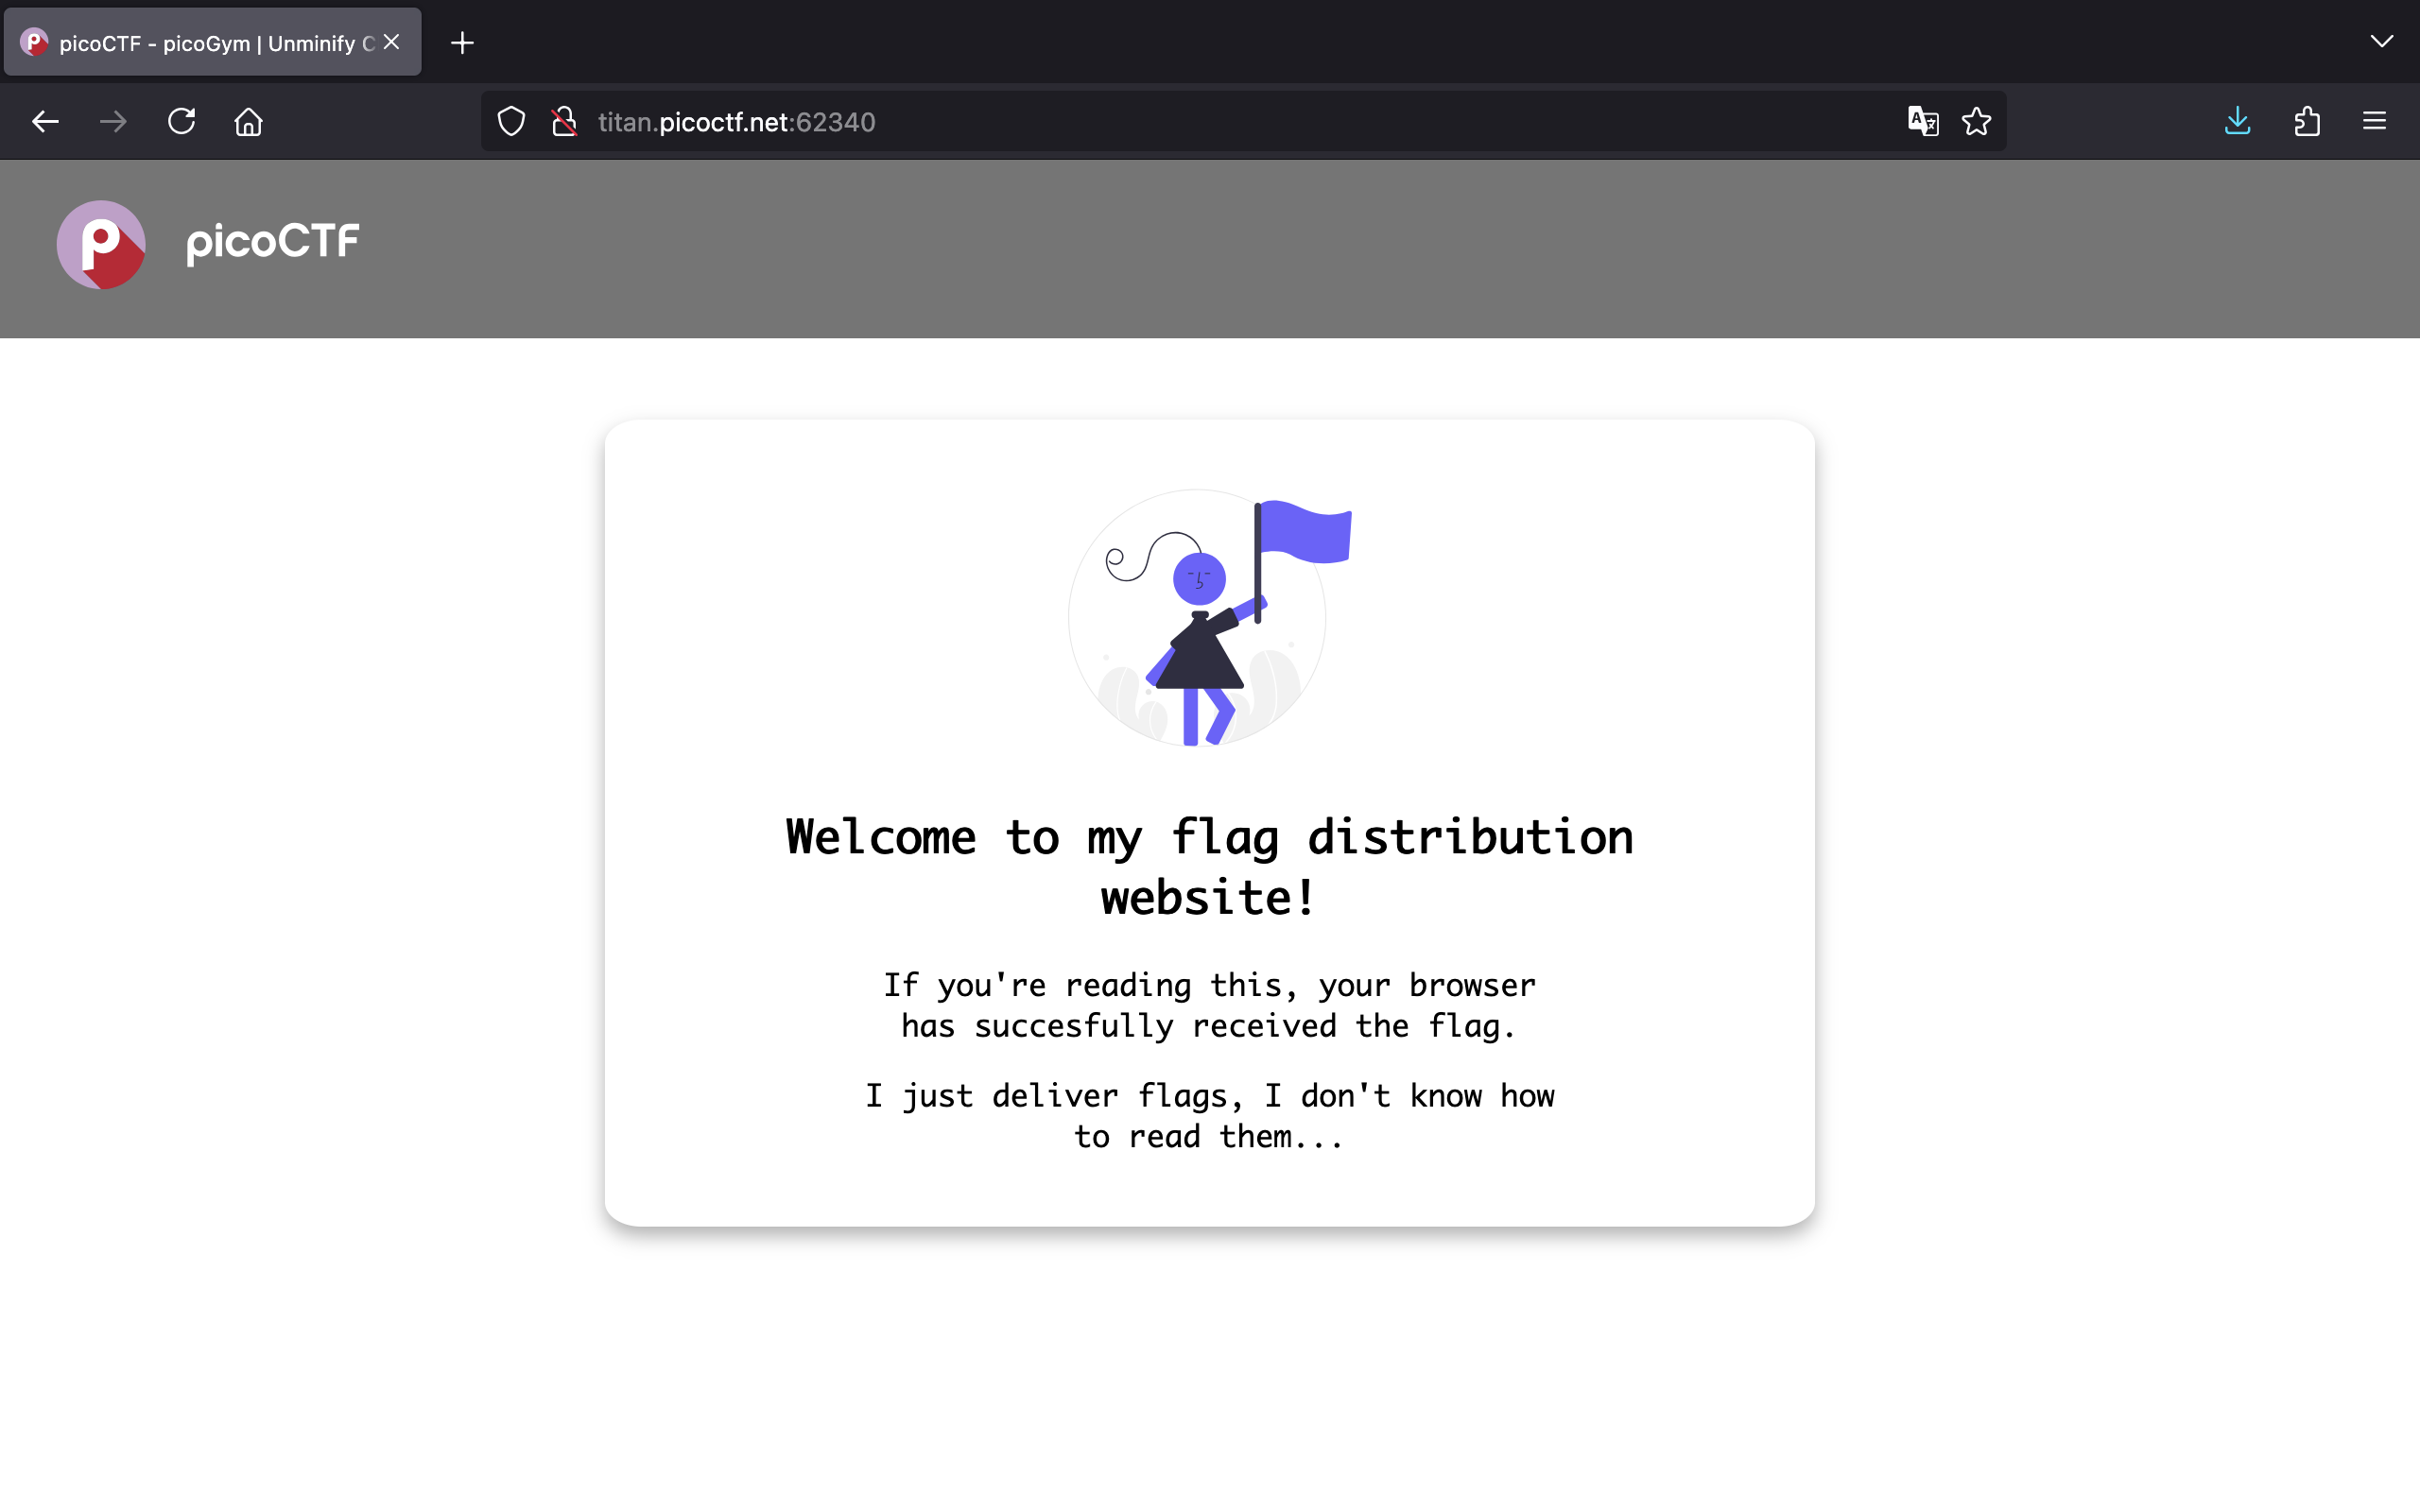 picoCTF - picoGym | Unminify C
titan.picoctf.net:62340
picoCTF
Welcome to my flag distribution
website!
If you're reading this, your browser
has succesfully received the flag.
I just deliver flags, I don't know how
to read them...